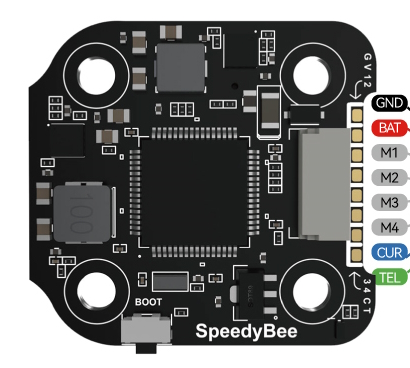 G V 1 2
GND
BAT
M1
M2
M3
M4
CUR
TEL
3 4 C T
100
BOOT
SpeedyBee